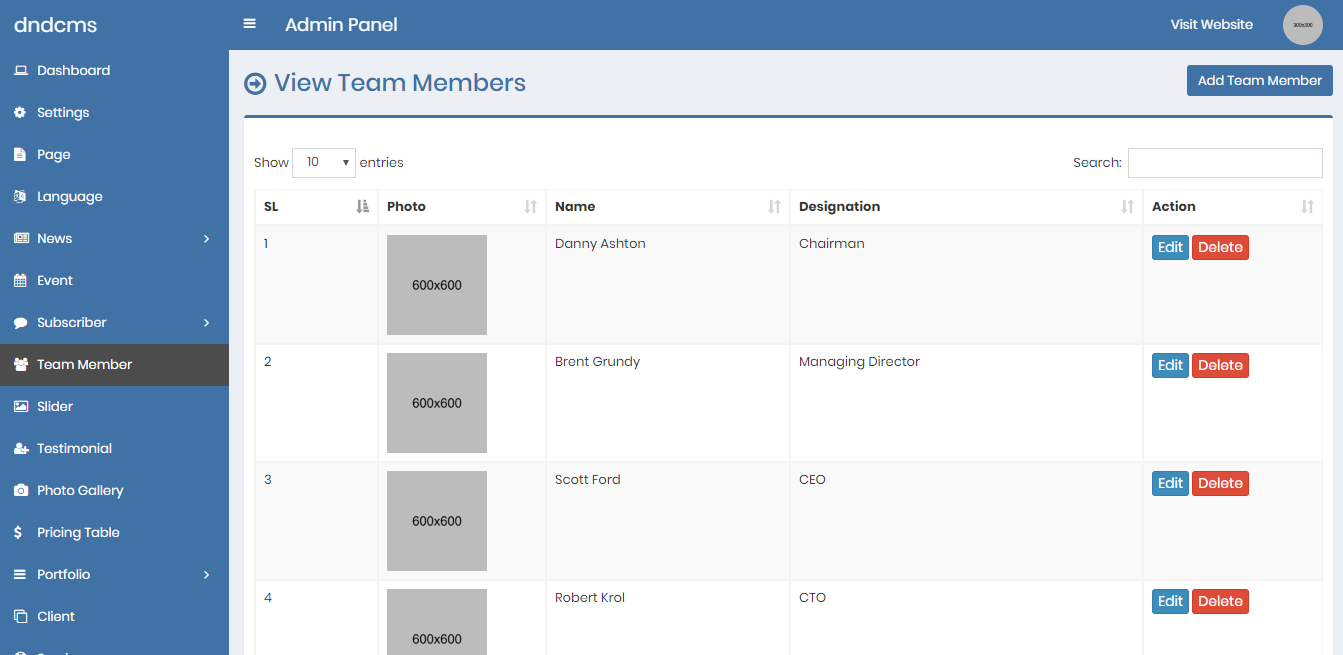 dndcms
Admin Panel
Visit Website
300x300
Dashboard
Settings
Page
Language
News
Event
Subscriber
Team Member
Slider
Testimonial
Photo Gallery
Pricing Table
Portfolio
Client
View Team Members
Add Team Member
Show 10 entries
Search:
SL Photo Name Designation Action
1 600x600 Danny Ashton Chairman Edit Delete
2 600x600 Brent Grundy Managing Director Edit Delete
3 600x600 Scott Ford CEO Edit Delete
4 600x600 Robert Krol CTO Edit Delete